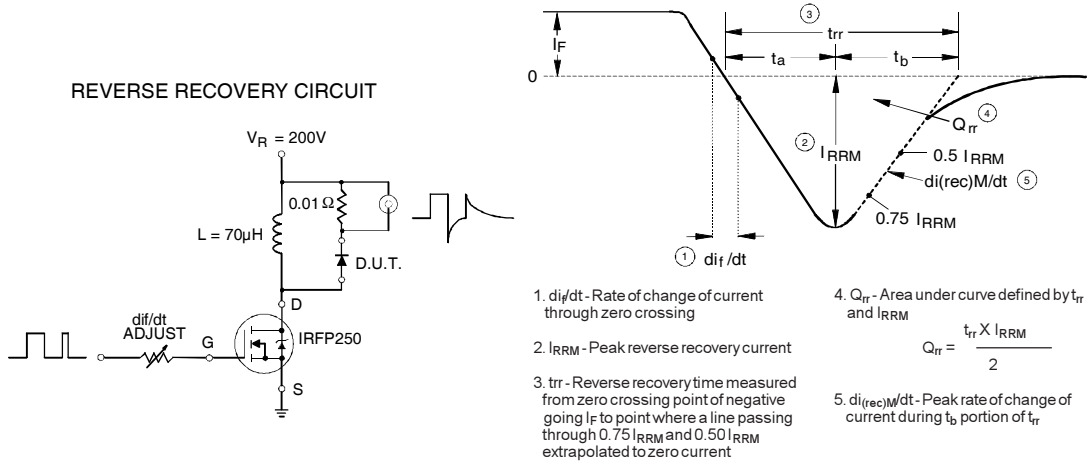 REVERSE RECOVERY CIRCUIT
V_R = 200V
0.01 Ω
L = 70µH
D.U.T.
D
dif/dt
ADJUST
G
IRFP250
S
3
t_rr
I_F
t_a
t_b
0
Q_rr 4
2 I_RRM
0.5 I_RRM
di(rec)M/dt 5
0.75 I_RRM
1 di_f /dt
1. di_f/dt - Rate of change of current
through zero crossing
2. I_RRM - Peak reverse recovery current
3. trr - Reverse recovery time measured
from zero crossing point of negative
going I_F to point where a line passing
through 0.75 I_RRM and 0.50 I_RRM
extrapolated to zero current
4. Q_rr - Area under curve defined by t_rr
and I_RRM
t_rr X I_RRM
Q_rr =
2
5. di_(rec)M/dt - Peak rate of change of
current during t_b portion of t_rr